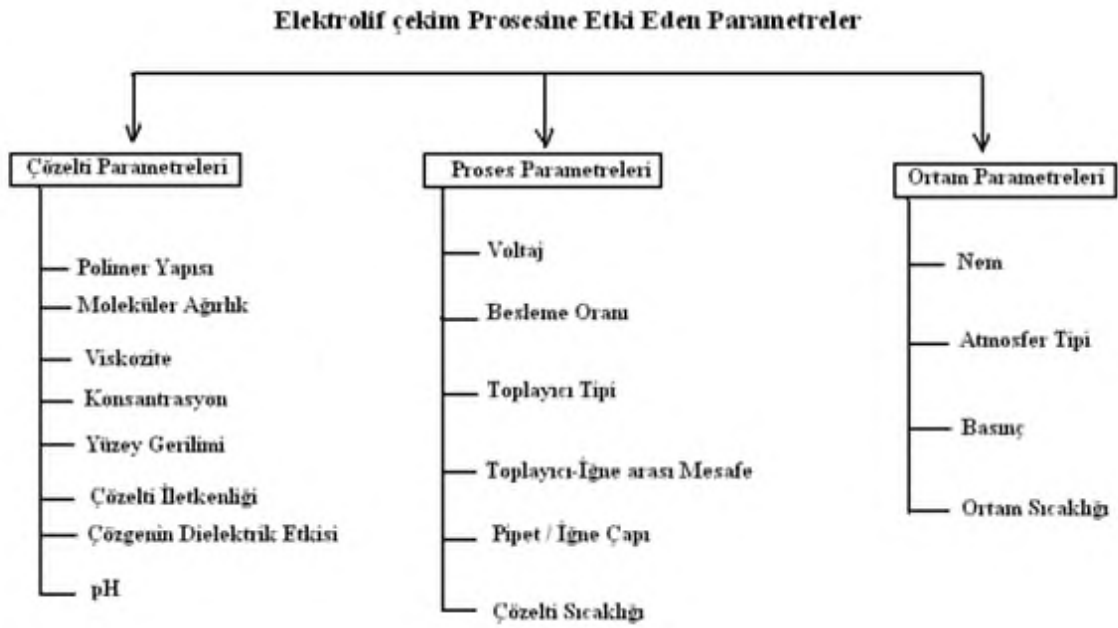 Elektrolif çekim Prosesine Etki Eden Parametreler
Çözelti Parametreleri
Polimer Yapısı
Moleküler Ağırlık
Viskozite
Konsantrasyon
Yüzey Gerilimi
Çözelti İletkenliği
Çözgenin Dielektrik Etkisi
pH
Proses Parametreleri
Voltaj
Besleme Oranı
Toplayıcı Tipi
Toplayıcı-İğne arası Mesafe
Pipet / İğne Çapı
Çözelti Sıcaklığı
Ortam Parametreleri
Nem
Atmosfer Tipi
Basınç
Ortam Sıcaklığı